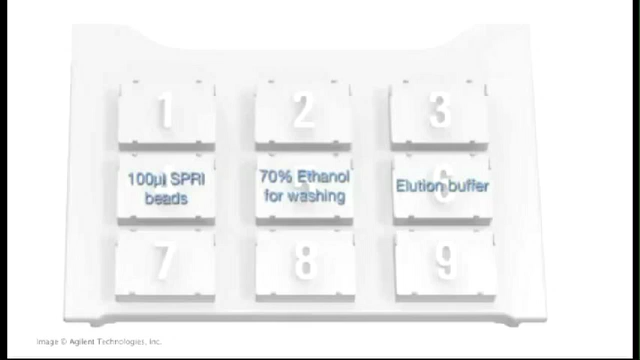 1 2 3
100µl SPRI
beads
70% Ethanol
for washing
Elution buffer
6
7 8 9
Image © Agilent Technologies, Inc.